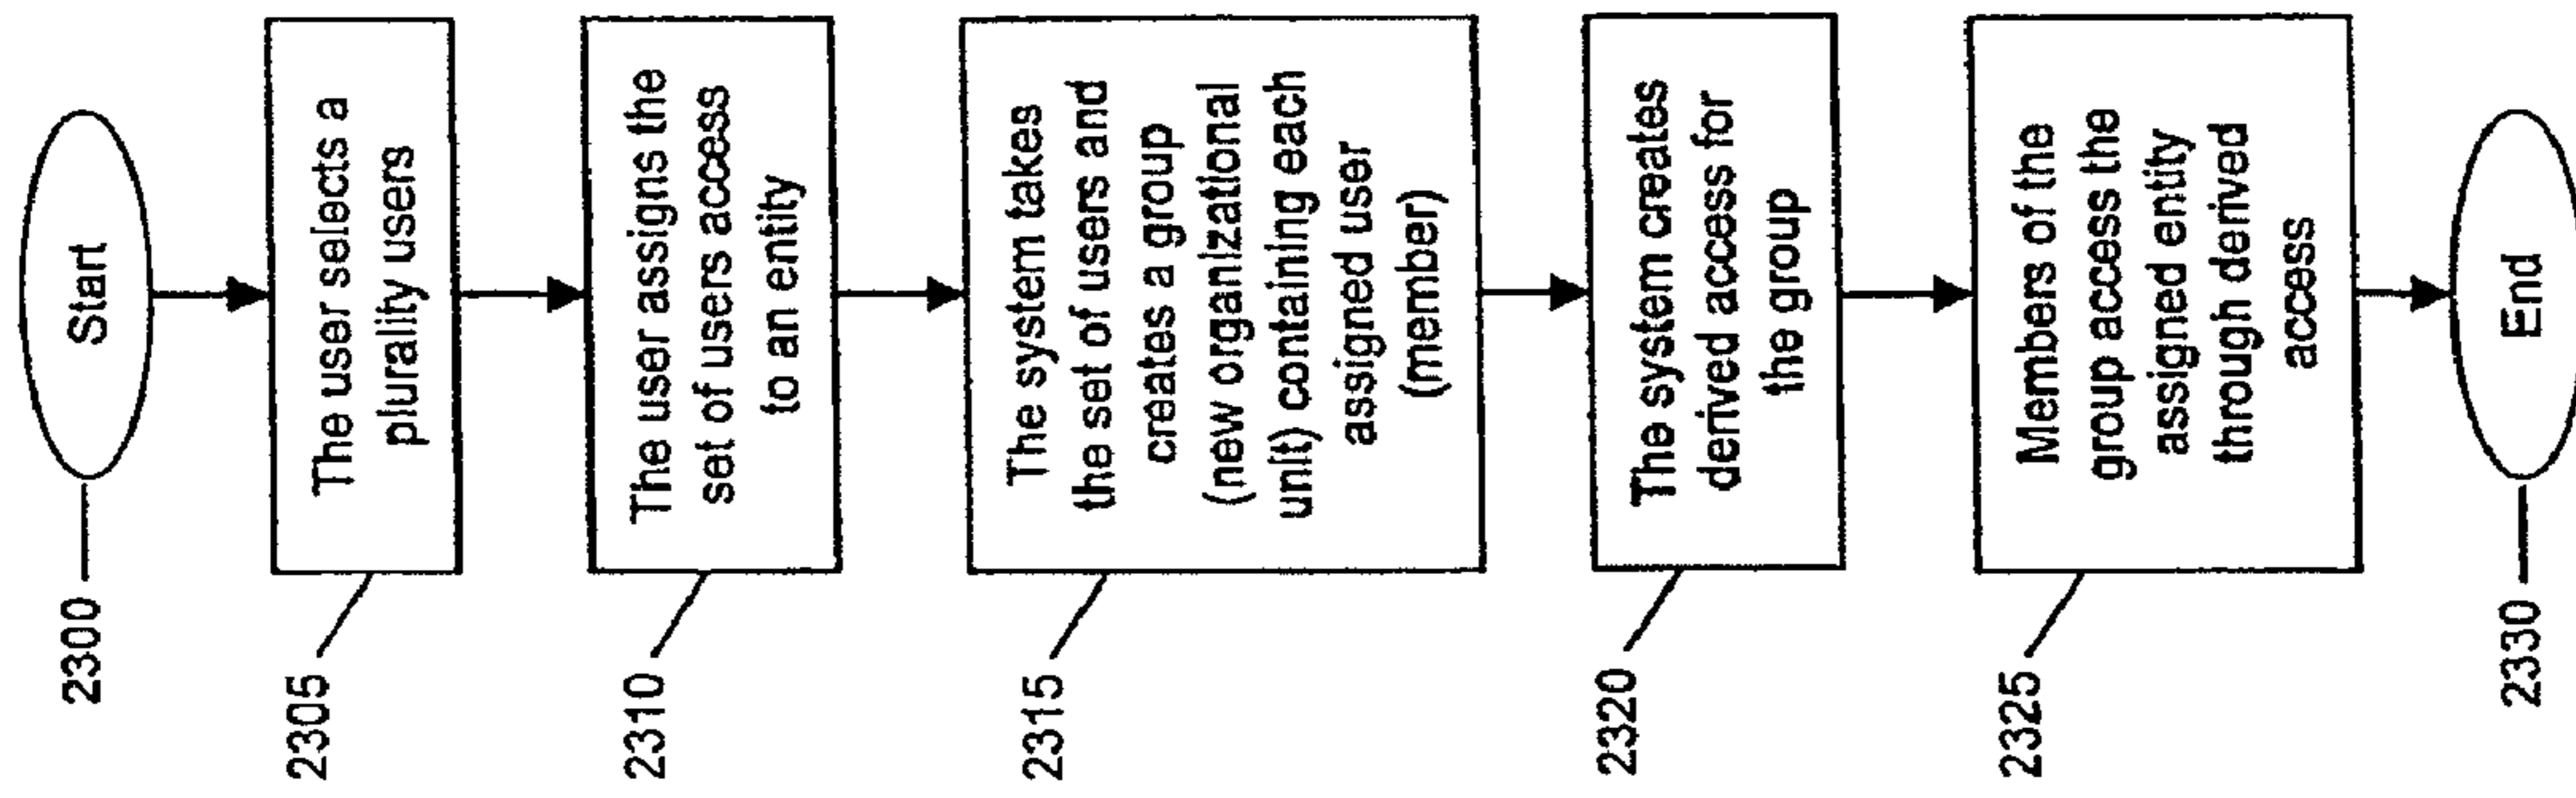 2300
Start
2305
The user selects a
plurality users
2310
The user assigns the
set of users access
to an entity
2315
The system takes
the set of users and
creates a group
(new organizational
unit) containing each
assigned user
(member)
2320
The system creates
derived access for
the group
2325
Members of the
group access the
assigned entity
through derived
access
2330
End